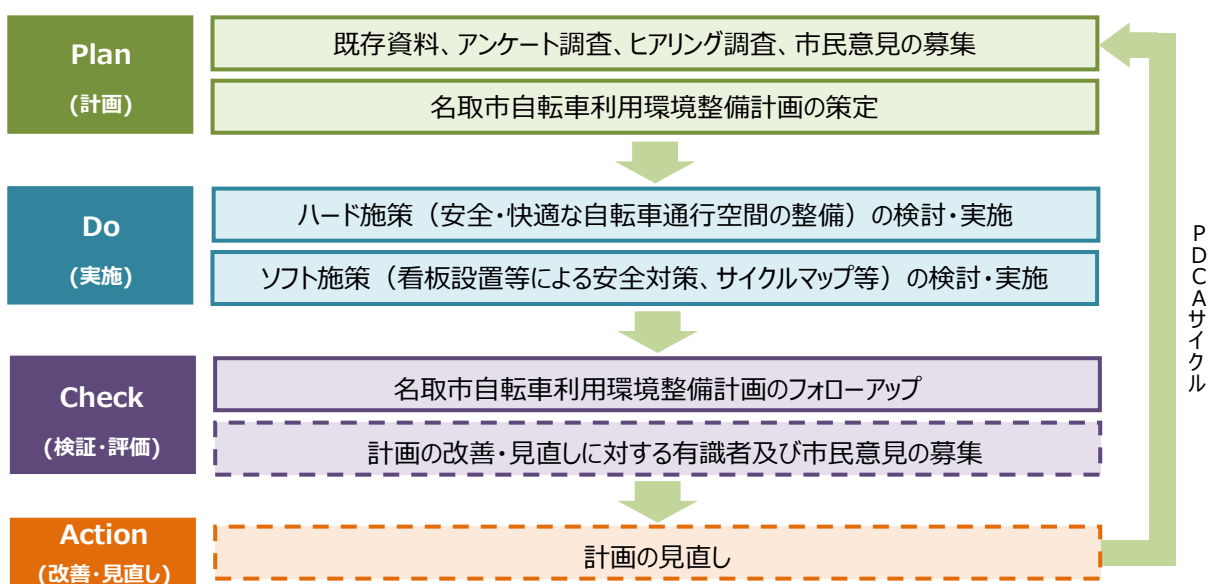 Plan
(計画)
既存資料、アンケート調査、ヒアリング調査、市民意見の募集
名取市自転車利用環境整備計画の策定
Do
(実施)
ハード施策（安全・快適な自転車通行空間の整備）の検討・実施
ソフト施策（看板設置等による安全対策、サイクルマップ等）の検討・実施
Check
(検証・評価)
名取市自転車利用環境整備計画のフォローアップ
計画の改善・見直しに対する有識者及び市民意見の募集
Action
(改善・見直し)
計画の見直し
PDCAサイクル